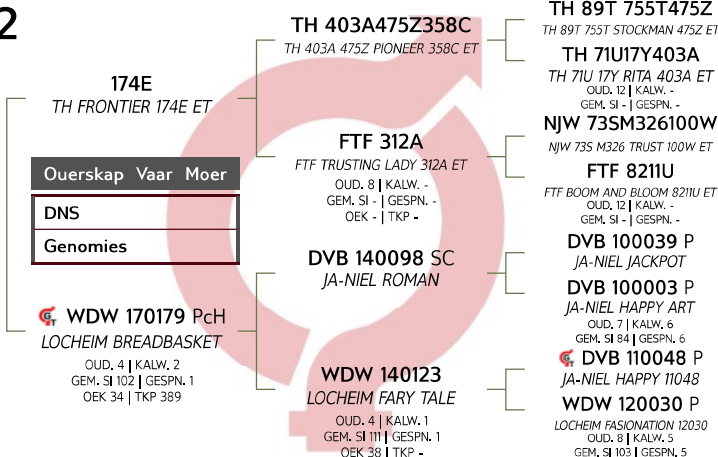 2
174E
TH FRONTIER 174E ET
Ouerskap Vaar Moer
DNS
Genomies
WDW 170179 PcH
LOCHEIM BREADBASKET
OUD. 4 | KALW. 2
GEM. SI 102 | GESPN. 1
OEK 34 | TKP 389
TH 403A475Z358C
TH 403A 475Z PIONEER 358C ET
FTF 312A
FTF TRUSTING LADY 312A ET
OUD. 8 | KALW. -
GEM. SI - | GESPN. -
OEK - | TKP -
DVB 140098 SC
JA-NIEL ROMAN
WDW 140123
LOCHEIM FARY TALE
OUD. 4 | KALW. 1
GEM. SI 111 | GESPN. 1
OEK 38 | TKP -
TH 89T 755T475Z
TH 89T 755T STOCKMAN 475Z ET
TH 71U17Y403A
TH 71U 17Y RITA 403A ET
OUD. 12 | KALW. -
GEM. SI - | GESPN. -
NJW 73SM326100W
NJW 73S M326 TRUST 100W ET
FTF 8211U
FTF BOOM AND BLOOM 8211U ET
OUD. 12 | KALW. -
GEM. SI - | GESPN. -
DVB 100039 P
JA-NIEL JACKPOT
DVB 100003 P
JA-NIEL HAPPY ART
OUD. 7 | KALW. 6
GEM. SI 84 | GESPN. 6
DVB 110048 P
JA-NIEL HAPPY 11048
WDW 120030 P
LOCHEIM FASIONATION 12030
OUD. 8 | KALW. 5
GEM. SI 103 | GESPN. 5